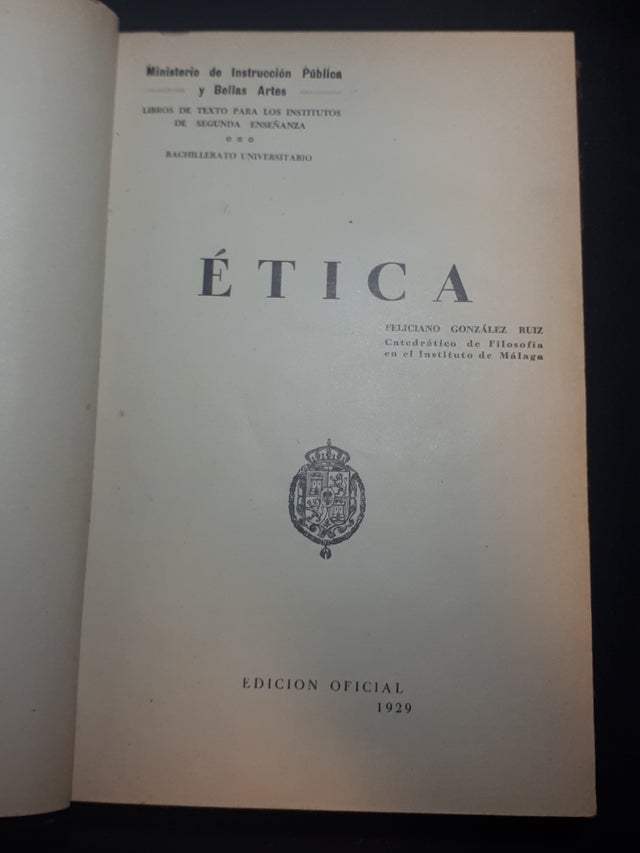 Ministerio de Instrucción Pública
y Bellas Artes
LIBROS DE TEXTO PARA LOS INSTITUTOS
DE SEGUNDA ENSEÑANZA
BACHILLERATO UNIVERSITARIO
ÉTICA
FELICIANO GONZÁLEZ RUIZ
Catedrático de Filosofía
en el Instituto de Málaga
EDICION OFICIAL
1929